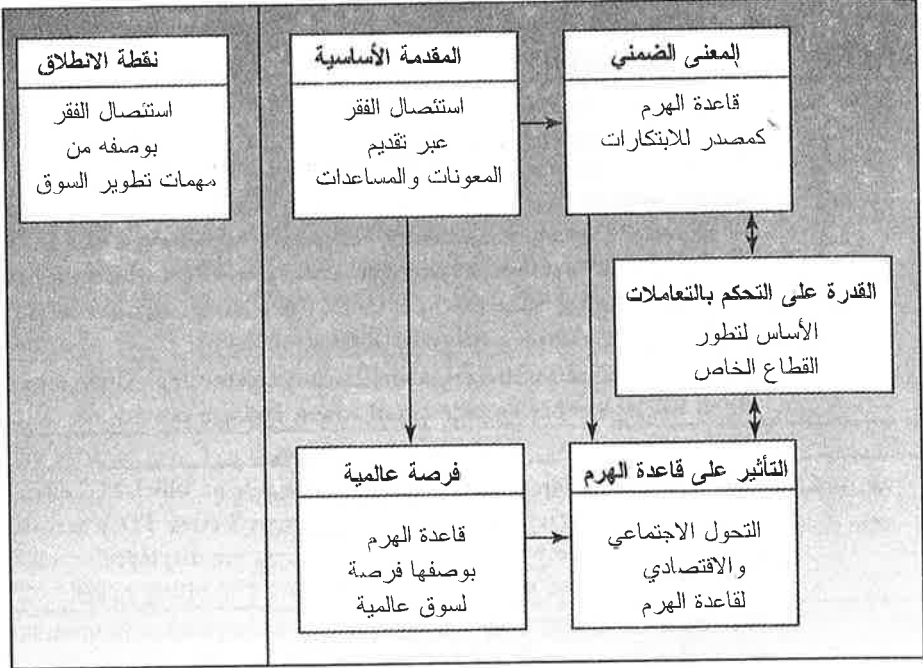 نقطة الانطلاق
استئصال الفقر
بوصفه من
مهمات تطوير السوق
المقدمة الأساسية
استئصال الفقر
عبر تقديم
المعونات والمساعدات
المعنى الضمني
قاعدة الهرم
كمصدر للابتكارات
القدرة على التحكم بالتعاملات
الأساس لتطور
القطاع الخاص
فرصة عالمية
قاعدة الهرم
بوصفها فرصة
لسوق عالمية
التأثير على قاعدة الهرم
التحول الاجتماعي
والاقتصادي
لقاعدة الهرم